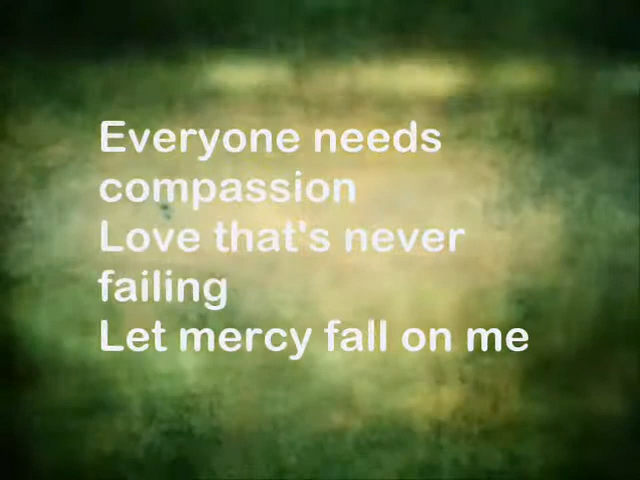 Everyone needs
compassion
Love that's never
failing
Let mercy fall on me